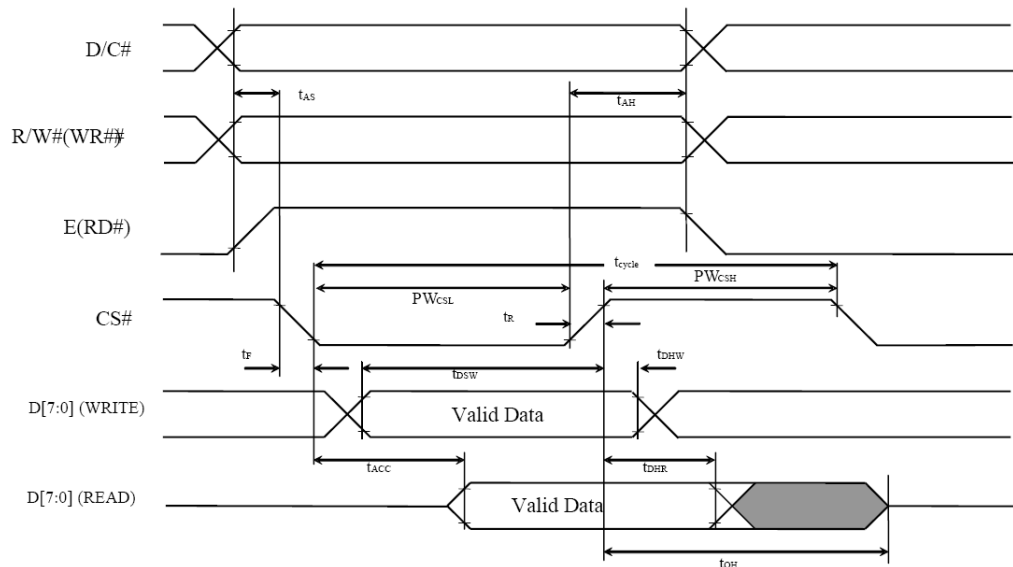 D/C#
tAS
tAH
R/W#(WR##)
E(RD#)
tcycle
PWCSL
PWCSH
CS#
tR
tF
tDSW
tDHW
D[7:0] (WRITE)
Valid Data
tACC
tDHR
D[7:0] (READ)
Valid Data
tOH